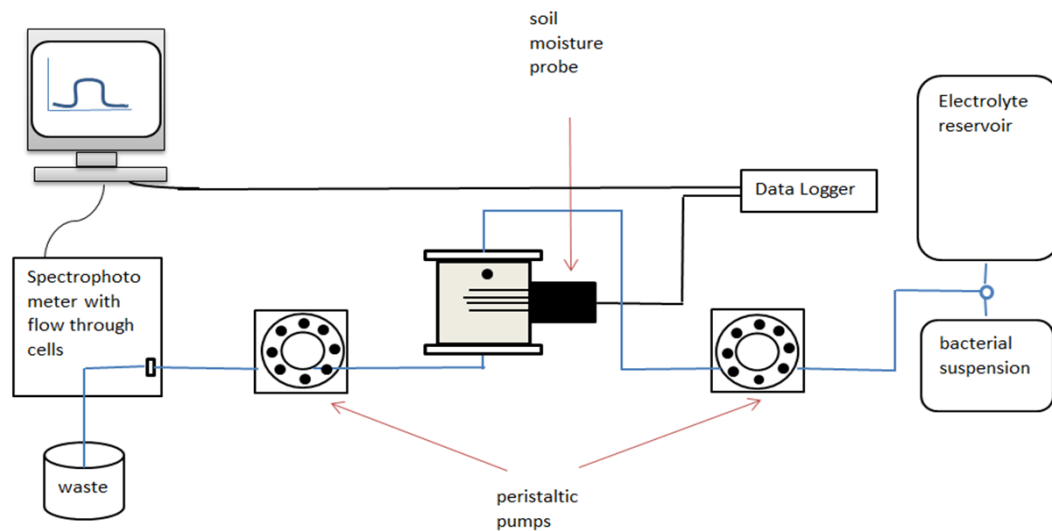 soil
moisture
probe
Electrolyte
reservoir
Data Logger
Spectrophoto
meter with
flow through
cells
bacterial
suspension
waste
peristaltic
pumps